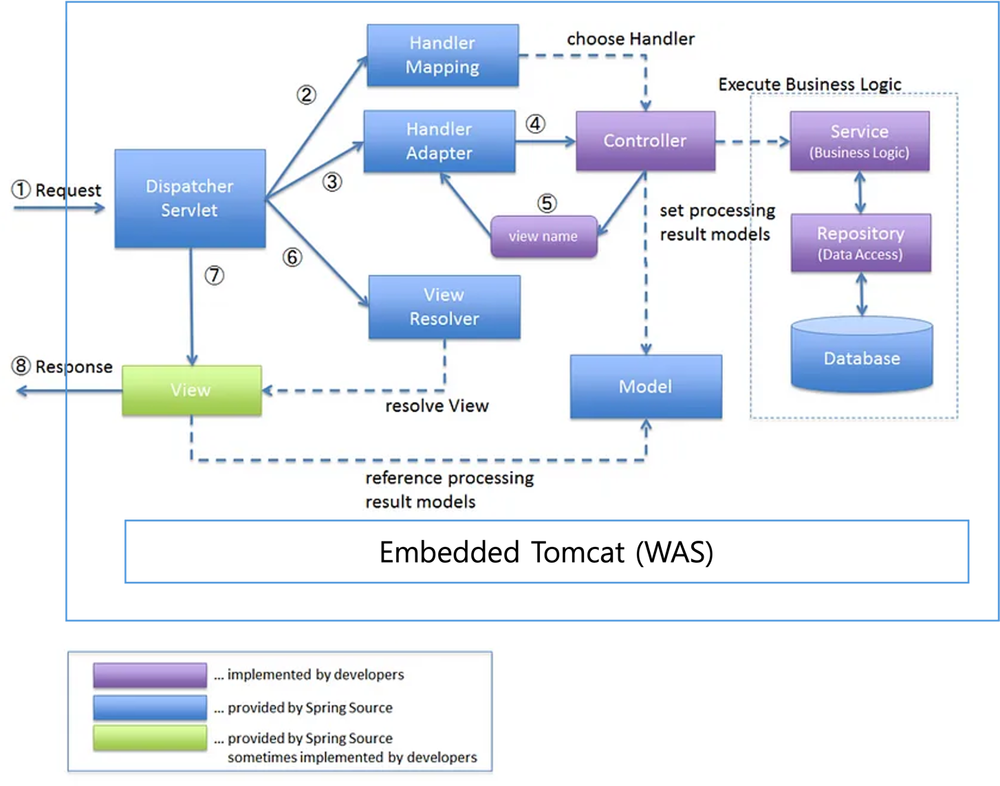 Handler
Mapping
choose Handler
②
Execute Business Logic
Handler
Adapter
④
Controller
Service
(Business Logic)
① Request
Dispatcher
Servlet
③
⑤
view name
set processing
result models
Repository
(Data Access)
⑥
⑦
View
Resolver
⑧ Response
View
resolve View
Model
Database
reference processing
result models
Embedded Tomcat (WAS)
... implemented by developers
... provided by Spring Source
... provided by Spring Source
sometimes implemented by developers